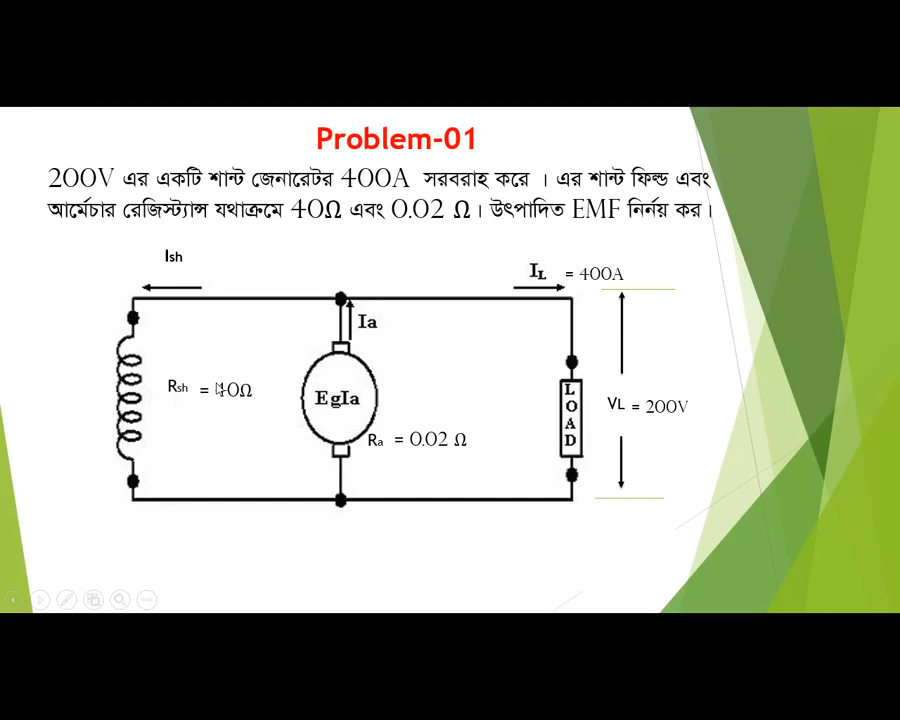 Problem-01
200V এর একটি শান্ট জেনারেটর 400A সরবরাহ করে । এর শান্ট ফিল্ড এবং
আর্মেচার রেজিস্ট্যান্স যথাক্রমে 40Ω এবং 0.02 Ω। উৎপাদিত EMF নির্নয় কর।
Ish
IL = 400A
Ia
Rsh = 40Ω
EgIa
LOAD
VL = 200V
Ra = 0.02 Ω